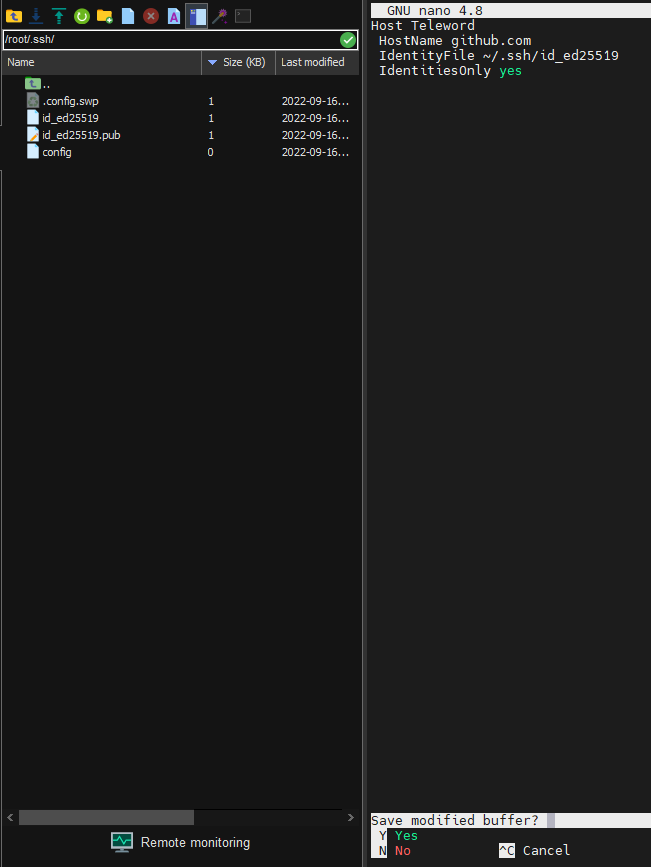 /root/.ssh/
Name Size (KB) Last modified
..
.config.swp 1 2022-09-16...
id_ed25519 1 2022-09-16...
id_ed25519.pub 1 2022-09-16...
config 0 2022-09-16...
Remote monitoring
GNU nano 4.8
Host Teleword
HostName github.com
IdentityFile ~/.ssh/id_ed25519
IdentitiesOnly yes
Save modified buffer?
Y Yes
N No ^C Cancel